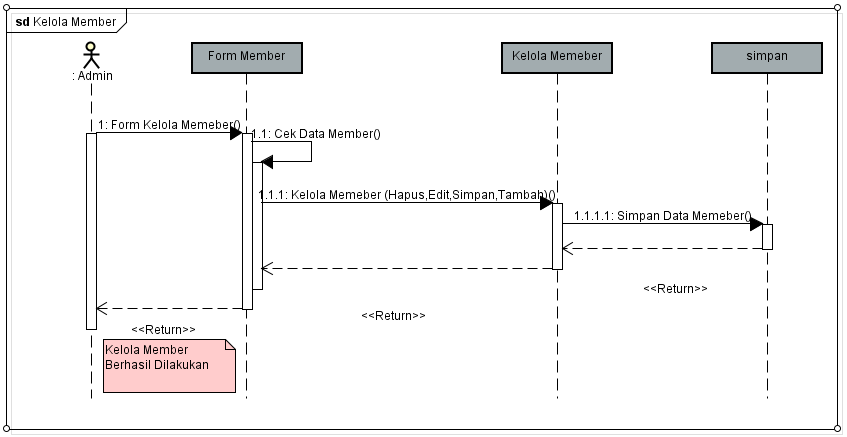 sd Kelola Member
: Admin
Form Member
Kelola Memeber
simpan
1: Form Kelola Memeber()
1.1: Cek Data Member()
1.1.1: Kelola Memeber (Hapus,Edit,Simpan,Tambah)()
1.1.1.1: Simpan Data Memeber()
<<Return>>
<<Return>>
<<Return>>
Kelola Member
Berhasil Dilakukan